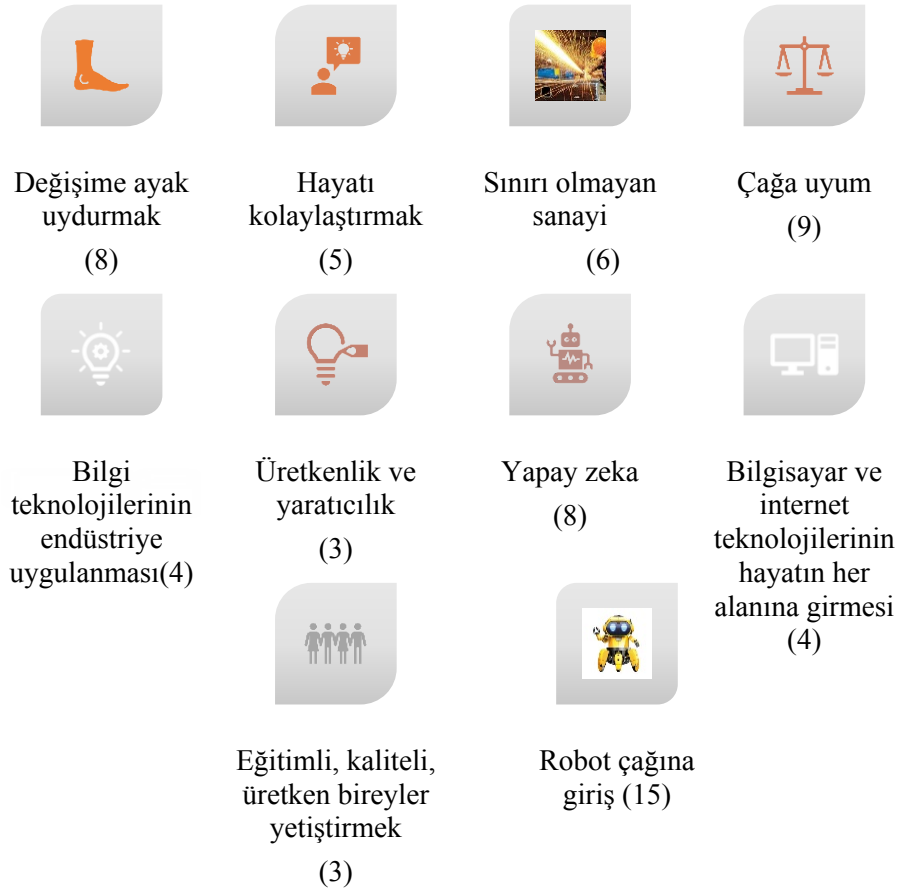 Değişime ayak
uydurmak
(8)
Hayatı
kolaylaştırmak
(5)
Sınırı olmayan
sanayi
(6)
Çağa uyum
(9)
Bilgi
teknolojilerinin
endüstriye
uygulanması(4)
Üretkenlik ve
yaratıcılık
(3)
Yapay zeka
(8)
Bilgisayar ve
internet
teknolojilerinin
hayatın her
alanına girmesi
(4)
Eğitimli, kaliteli,
üretken bireyler
yetiştirmek
(3)
Robot çağına
giriş (15)